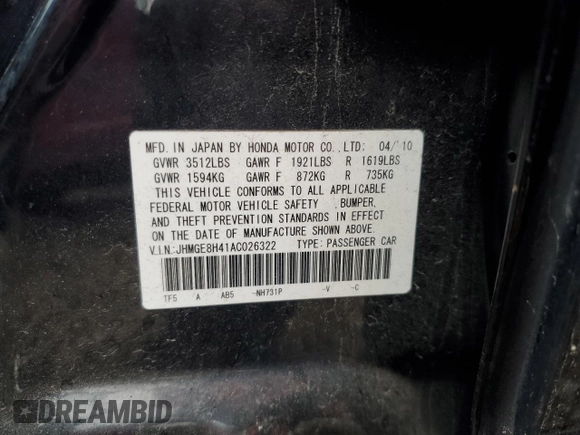 MFD. IN JAPAN BY HONDA MOTOR CO.,LTD: 04/'10
GVWR 3512LBS GAWR F 1921LBS R 1619LBS
GVWR 1594KG GAWR F 872KG R 735KG
THIS VEHICLE CONFORMS TO ALL APPLICABLE
FEDERAL MOTOR VEHICLE SAFETY , BUMPER,
AND THEFT PREVENTION STANDARDS IN EFFECT
ON THE DATE OF MANUFACTURE SHOWN ABOVE.
V.I.N:JHMGE8H41AC026322 TYPE: PASSENGER CAR
TF5 A AB5 -NH731P -V -C
DREAMBID